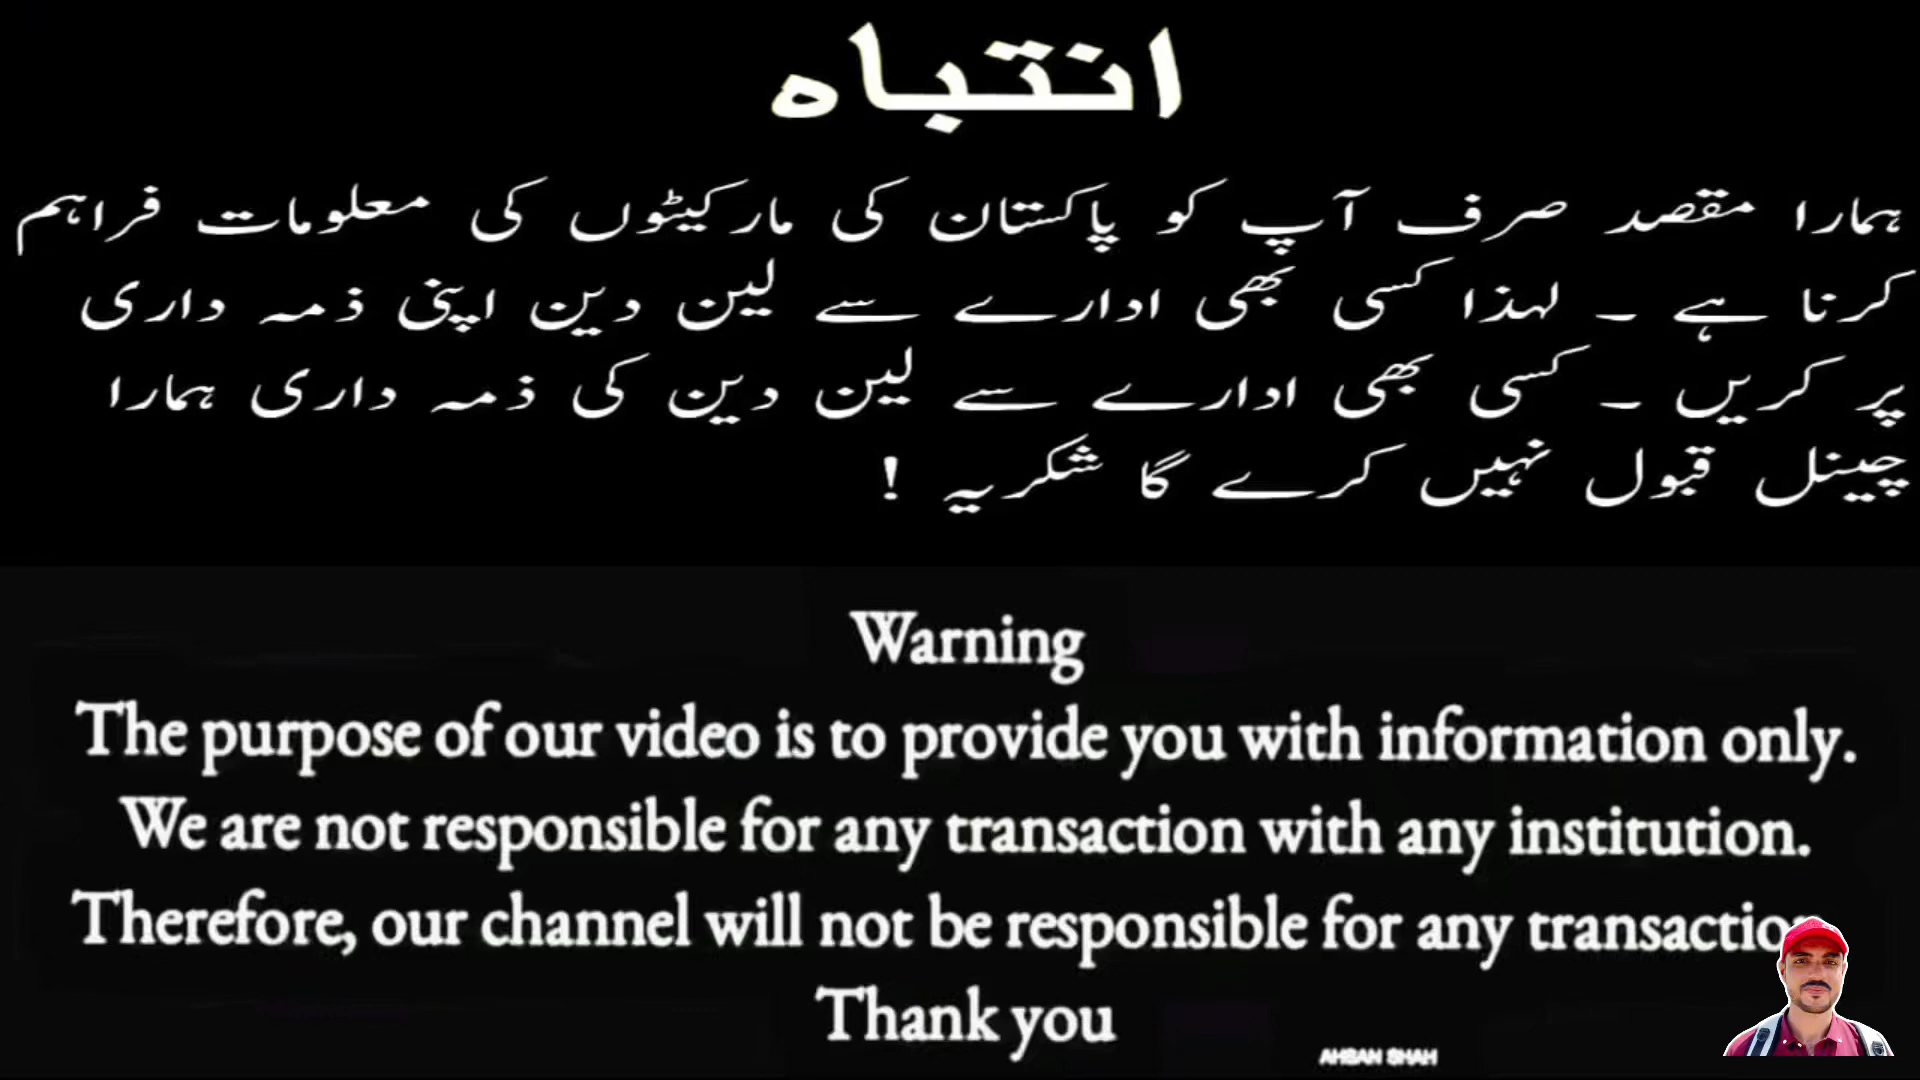 انتباہ
ہمارا مقصد صرف آپ کو پاکستان کی مارکیٹوں کی معلومات فراہم
کرنا ہے ۔ لہذا کسی بھی ادارے سے لین دین اپنی ذمہ داری
پر کریں ۔ کسی بھی ادارے سے لین دین کی ذمہ داری ہمارا
چینل قبول نہیں کرے گا شکریہ !
Warning
The purpose of our video is to provide you with information only.
We are not responsible for any transaction with any institution.
Therefore, our channel will not be responsible for any transaction
Thank you
AHSAN SHAH